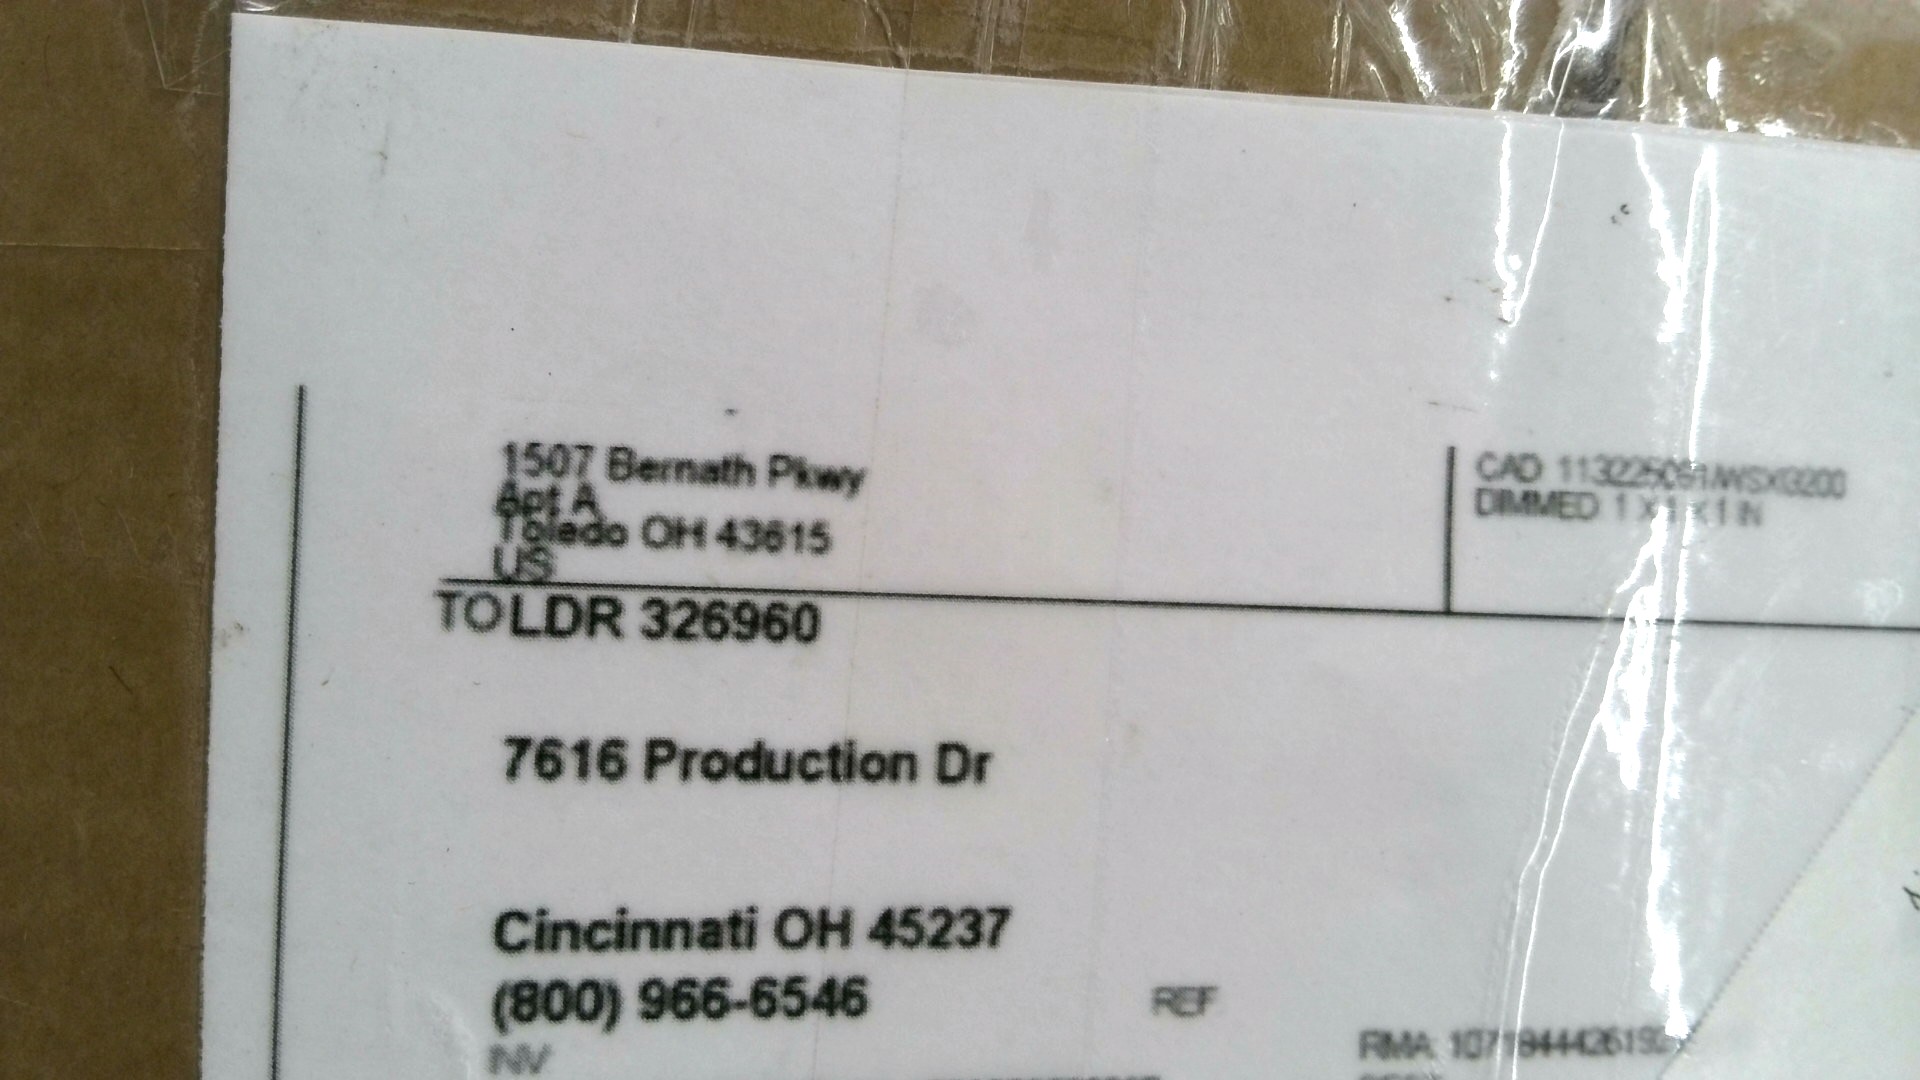 1507 Bernath Pkwy
Apt A
Toledo OH 43615
US
CAD
DIMMED 1 X 1 X 1 IN
TO LDR 326960
7616 Production Dr
Cincinnati OH 45237
(800) 966-6546
REF
INV
RMA: